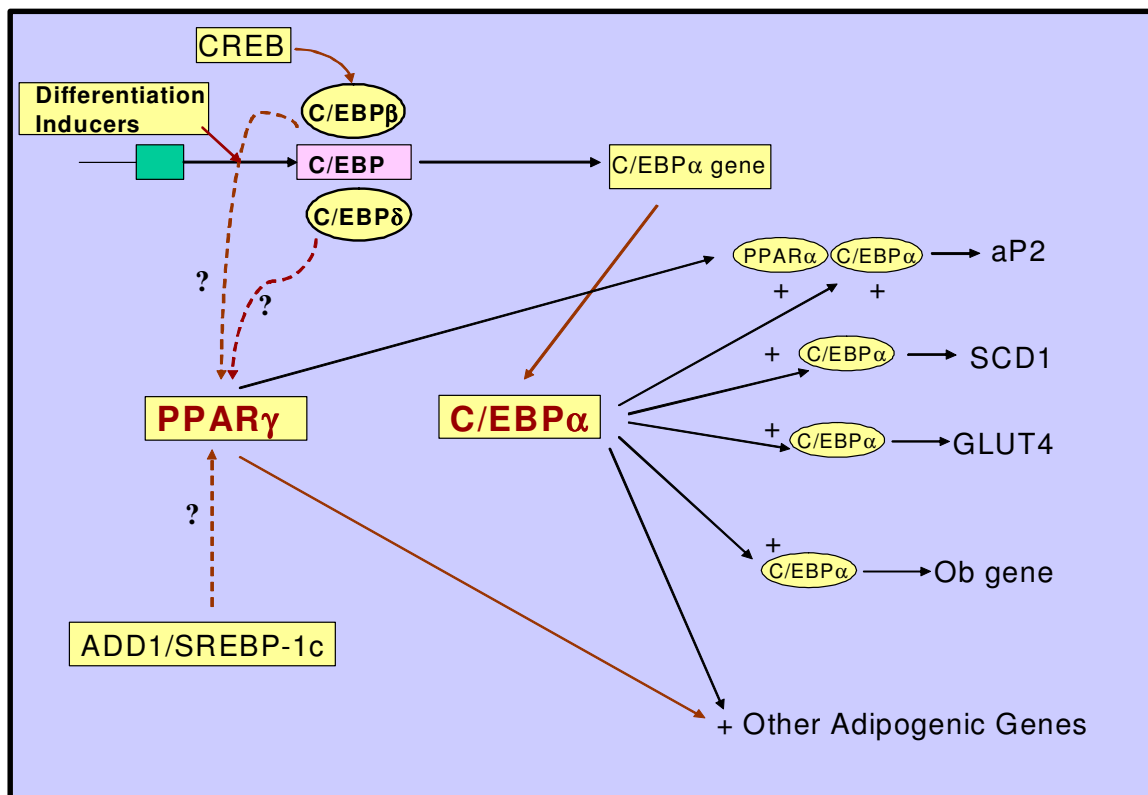 CREB
Differentiation
Inducers
C/EBPβ
C/EBP
C/EBPα gene
C/EBPδ
PPARα
C/EBPα
aP2
+
+
?
?
+
C/EBPα
SCD1
PPARγ
C/EBPα
+
C/EBPα
GLUT4
?
+
C/EBPα
Ob gene
ADD1/SREBP-1c
+ Other Adipogenic Genes